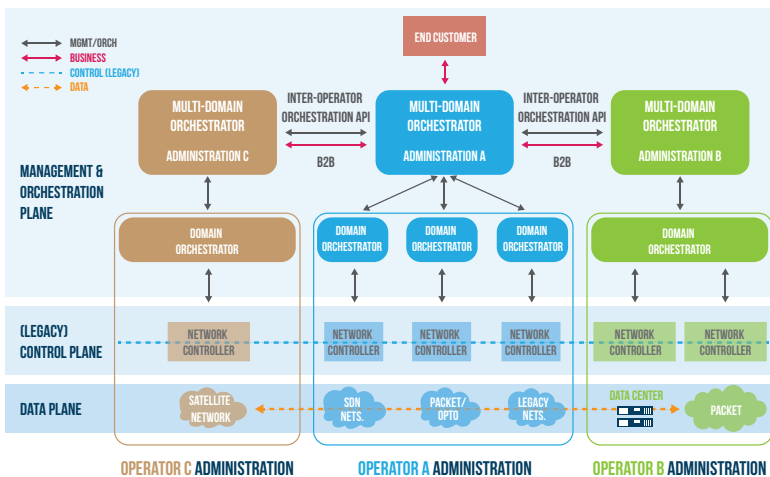 MGMT/ORCH
BUSINESS
CONTROL (LEGACY)
DATA
END CUSTOMER
MULTI-DOMAIN
ORCHESTRATOR
ADMINISTRATION C
INTER-OPERATOR
ORCHESTRATION API
B2B
MULTI-DOMAIN
ORCHESTRATOR
ADMINISTRATION A
INTER-OPERATOR
ORCHESTRATION API
B2B
MULTI-DOMAIN
ORCHESTRATOR
ADMINISTRATION B
MANAGEMENT &
ORCHESTRATION
PLANE
DOMAIN
ORCHESTRATOR
DOMAIN
ORCHESTRATOR
DOMAIN
ORCHESTRATOR
DOMAIN
ORCHESTRATOR
DOMAIN
ORCHESTRATOR
(LEGACY)
CONTROL PLANE
NETWORK
CONTROLLER
NETWORK
CONTROLLER
NETWORK
CONTROLLER
NETWORK
CONTROLLER
NETWORK
CONTROLLER
NETWORK
CONTROLLER
DATA PLANE
SATELLITE
NETWORK
SDN
NETS.
PACKET/
OPTO
LEGACY
NETS.
DATA CENTER
PACKET
OPERATOR C ADMINISTRATION
OPERATOR A ADMINISTRATION
OPERATOR B ADMINISTRATION